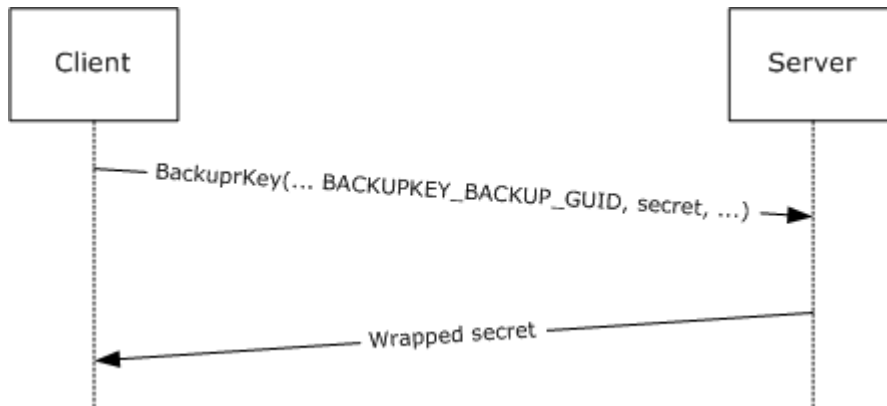 Client
Server
BackuprKey(... BACKUPKEY_BACKUP_GUID, secret, ...)
Wrapped secret